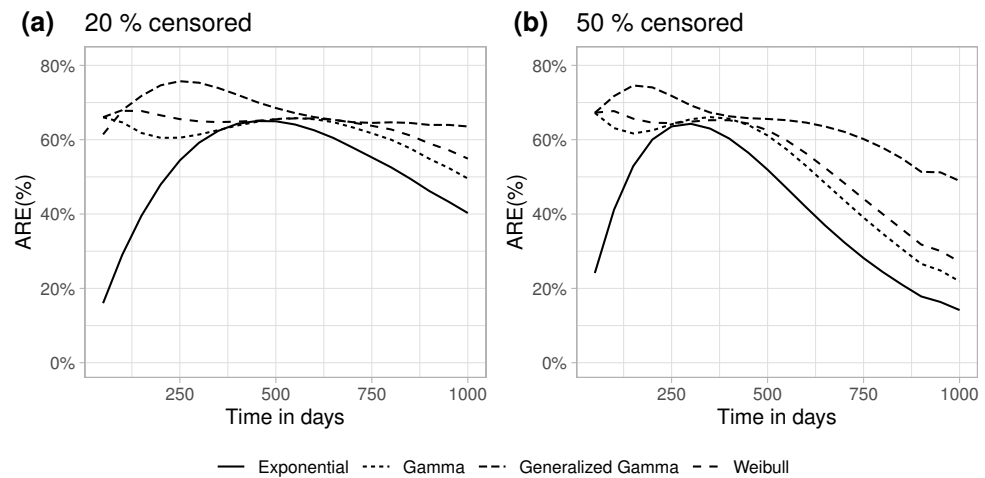 (a) 20 % censored
80%
60%
40%
20%
0%
ARE(%)
250 500 750 1000
Time in days
(b) 50 % censored
80%
60%
40%
20%
0%
ARE(%)
250 500 750 1000
Time in days
Exponential Gamma Generalized Gamma Weibull